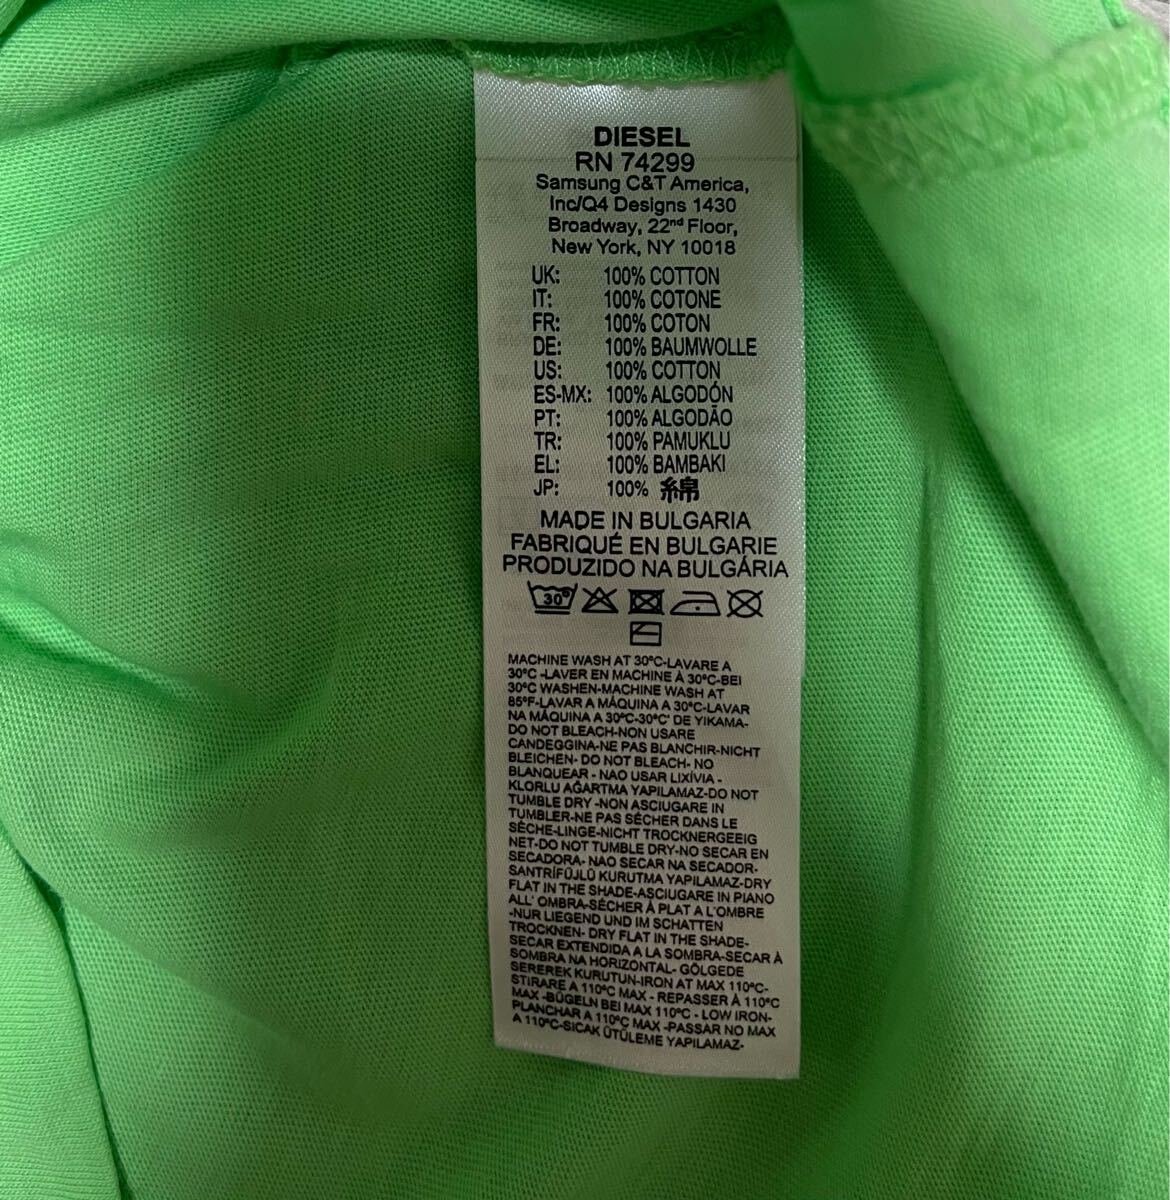 DIESEL
RN 74299
Samsung C&T America,
Inc/Q4 Designs 1430
Broadway, 22nd Floor,
New York, NY 10018
UK: 100% COTTON
IT: 100% COTONE
FR: 100% COTON
DE: 100% BAUMWOLLE
US: 100% COTTON
ES-MX: 100% ALGODÓN
PT: 100% ALGODÃO
TR: 100% PAMUKLU
EL: 100% BAMBAKI
JP: 100% 綿
MADE IN BULGARIA
FABRIQUÉ EN BULGARIE
PRODUZIDO NA BULGÁRIA
30°
MACHINE WASH AT 30°C-LAVARE A
30°C -LAVER EN MACHINE À 30°C-BEI
30°C WASHEN-MACHINE WASH AT
85°F-LAVAR A MÁQUINA A 30°C-LAVAR
NA MÁQUINA A 30°C-30°C' DE YIKAMA-
DO NOT BLEACH-NON USARE
CANDEGGINA-NE PAS BLANCHIR-NICHT
BLEICHEN- DO NOT BLEACH- NO
BLANQUEAR - NAO USAR LIXÍVIA -
KLORLU AĞARTMA YAPILAMAZ-DO NOT
TUMBLE DRY -NON ASCIUGARE IN
TUMBLER-NE PAS SÉCHER DANS LE
SÈCHE-LINGE-NICHT TROCKNERGEEIG
NET-DO NOT TUMBLE DRY-NO SECAR EN
SECADORA- NAO SECAR NA SECADOR-
SANTRİFÜJLÜ KURUTMA YAPILAMAZ-DRY
FLAT IN THE SHADE-ASCIUGARE IN PIANO
ALL' OMBRA-SÉCHER À PLAT A L'OMBRE
-NUR LIEGEND UND IM SCHATTEN
TROCKNEN- DRY FLAT IN THE SHADE-
SECAR EXTENDIDA A LA SOMBRA-SECAR À
SOMBRA NA HORIZONTAL- GÖLGEDE
SEREREK KURUTUN-IRON AT MAX 110°C-
STIRARE A 110°C MAX - REPASSER À 110°C
MAX -BÜGELN BEI MAX 110°C - LOW IRON-
PLANCHAR A 110°C MAX -PASSAR NO MAX
A 110°C-SICAK ÜTÜLEME YAPILAMAZ-